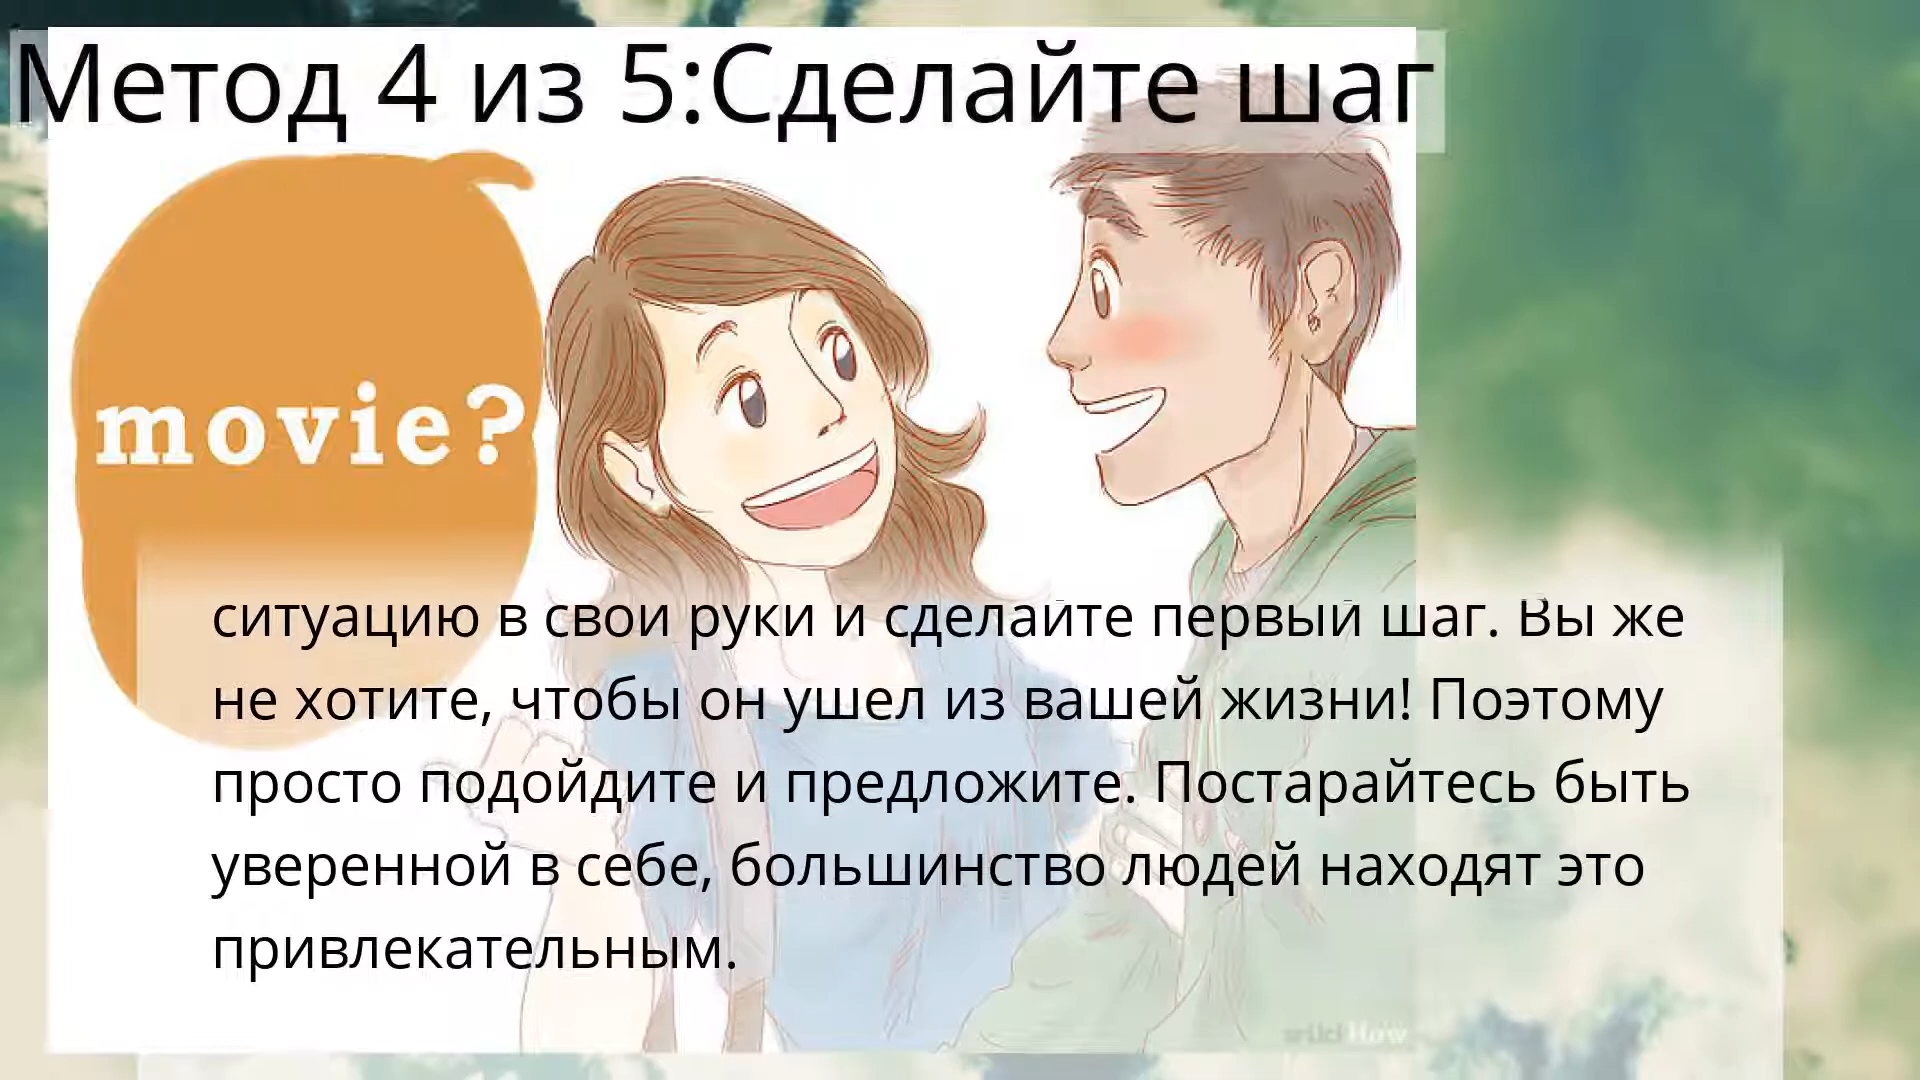 Метод 4 из 5:Сделайте шаг
movie?
ситуацию в свои руки и сделайте первый шаг. Вы же
не хотите, чтобы он ушел из вашей жизни! Поэтому
просто подойдите и предложите. Постарайтесь быть
уверенной в себе, большинство людей находят это
привлекательным.
wikiHow